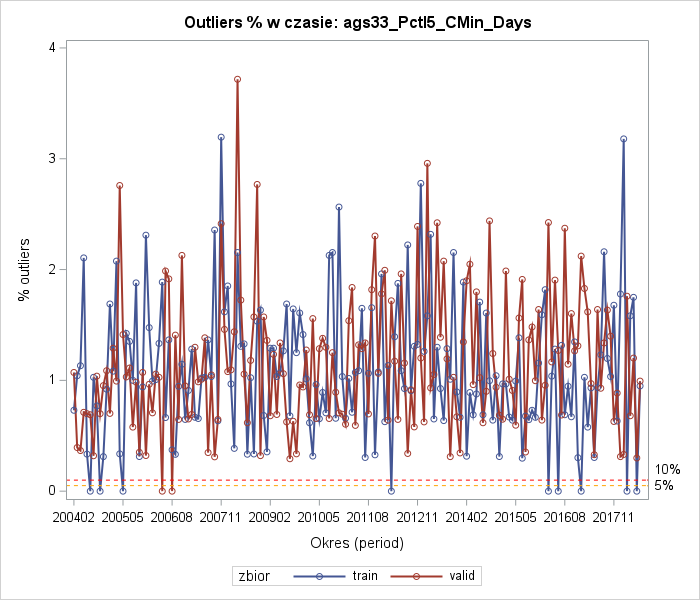 Outliers % w czasie: ags33_Pctl5_CMin_Days
% outliers
4
3
2
1
0
10%
5%
200402 200505 200608 200711 200902 201005 201108 201211 201402 201505 201608 201711
Okres (period)
zbior train valid